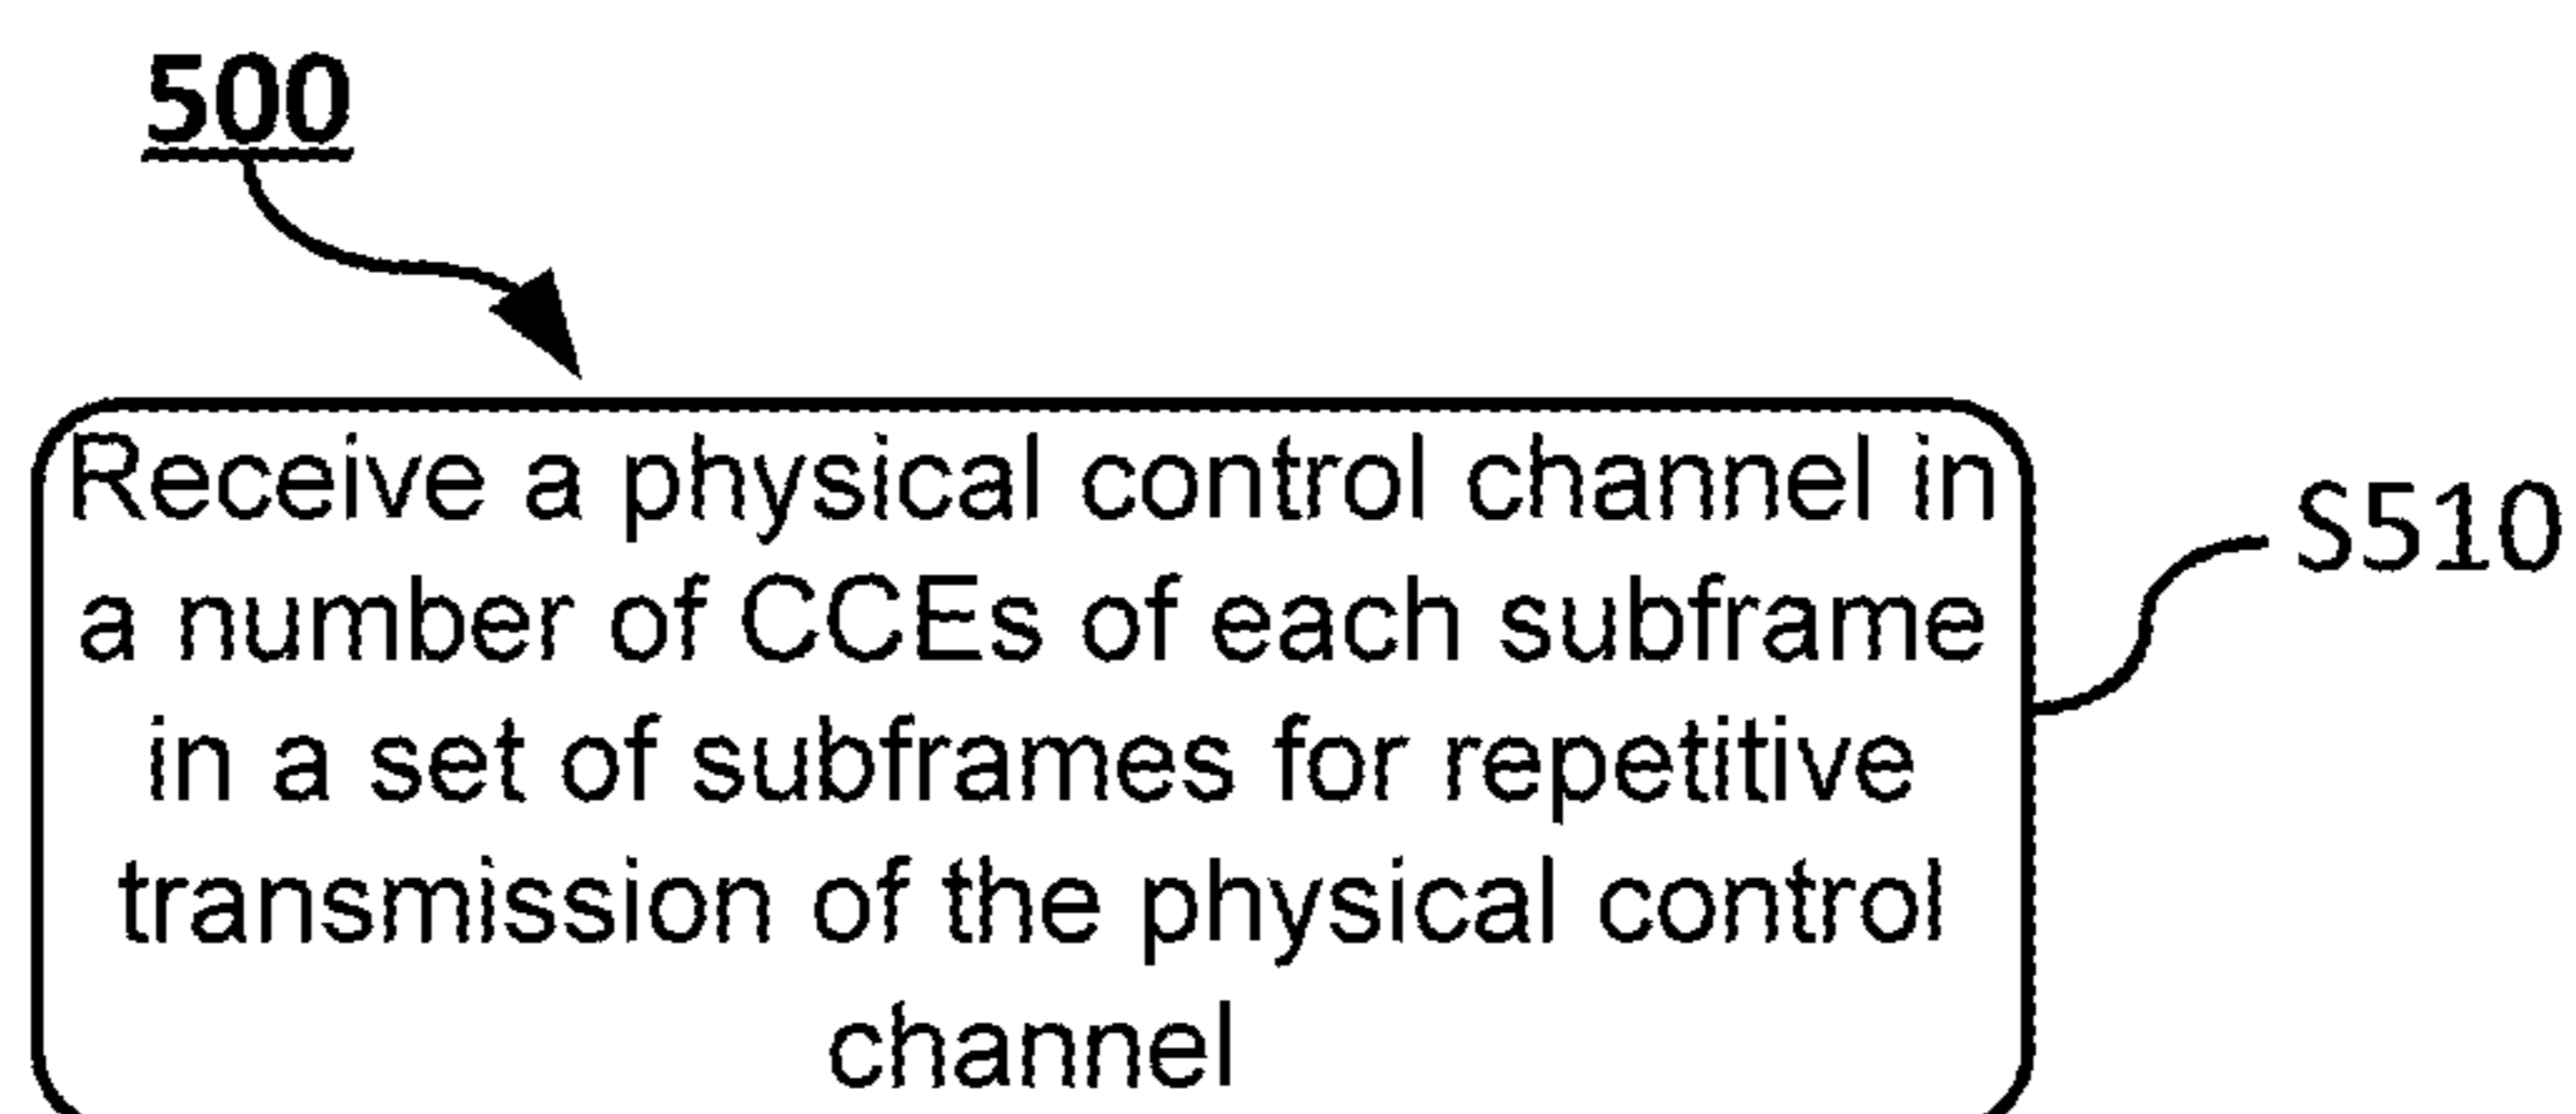 500
Receive a physical control channel in
a number of CCEs of each subframe
in a set of subframes for repetitive
transmission of the physical control
channel
S510